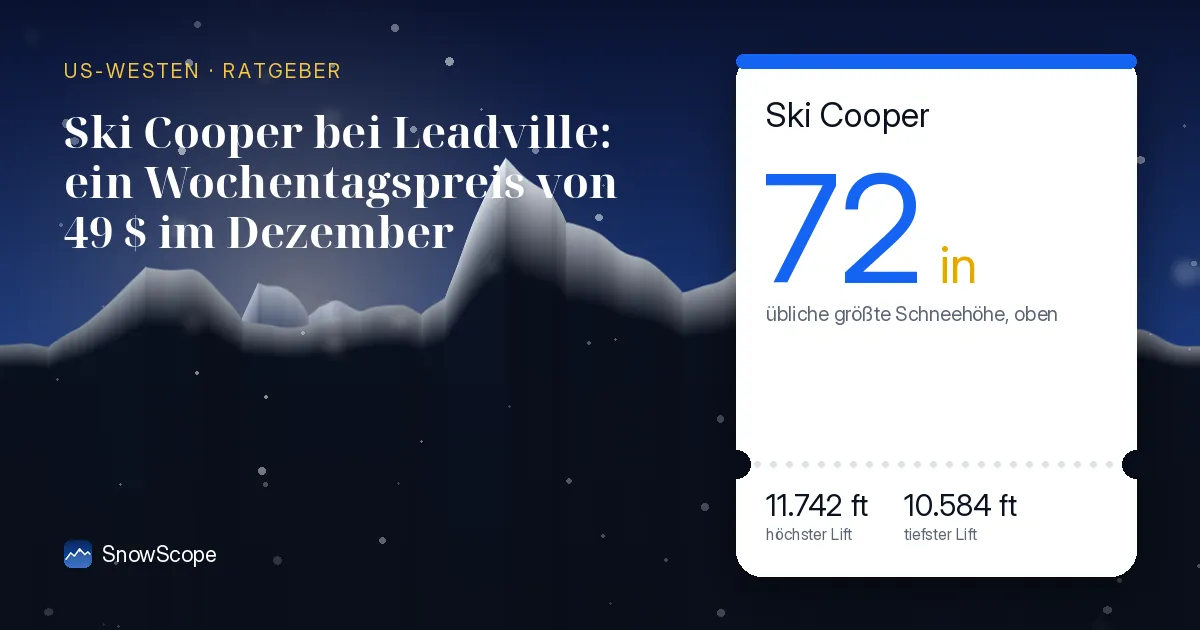 US-WESTEN · RATGEBER
Ski Cooper bei Leadville:
ein Wochentagspreis von
49 $ im Dezember
SnowScope
Ski Cooper
72 in
übliche größte Schneehöhe, oben
11.742 ft 10.584 ft
höchster Lift tiefster Lift